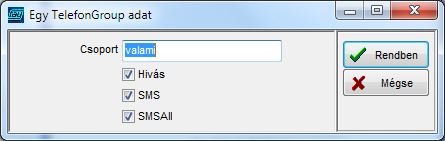 Egy TelefonGroup adat
Csoport valami
Hívás
SMS
SMSAll
Rendben
Mégse